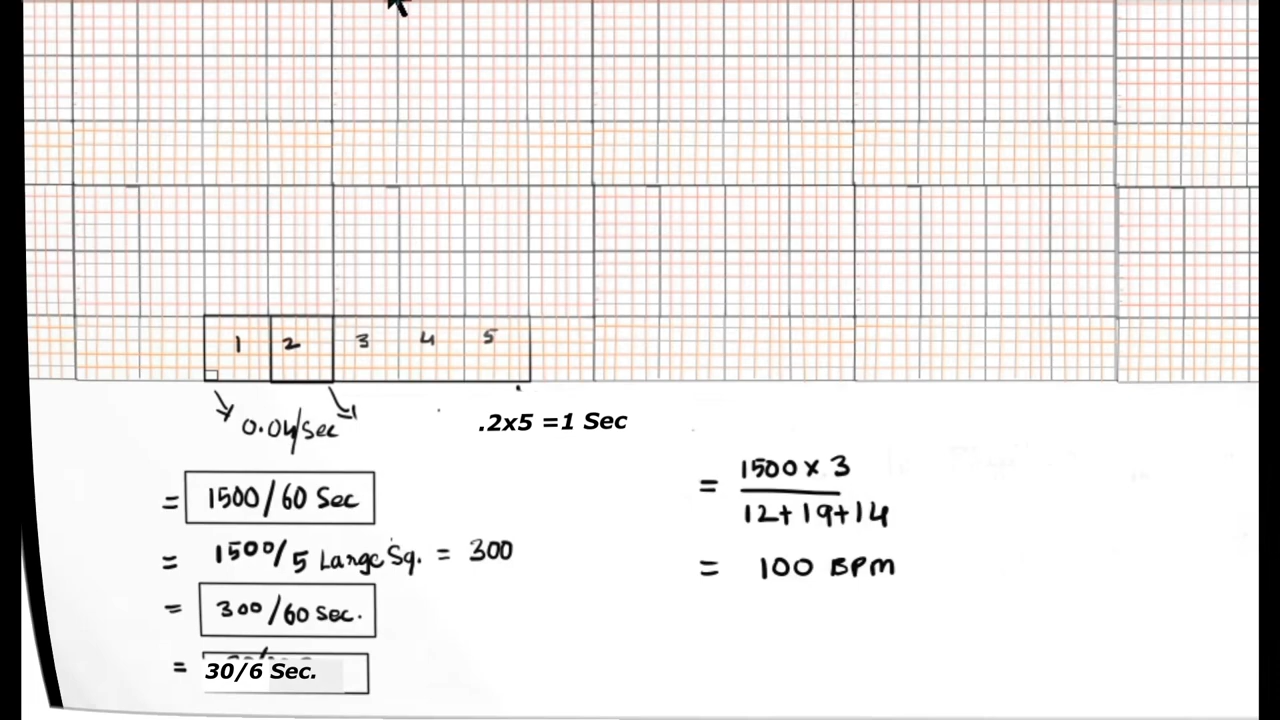 1 2 3 4 5
0.04/sec
.2x5 =1 Sec
= 1500/60 Sec
= 1500/5 Large Sq. = 300
= 300/60 sec.
= 30/6 Sec.
= 1500 x 3
12+19+14
= 100 BPM